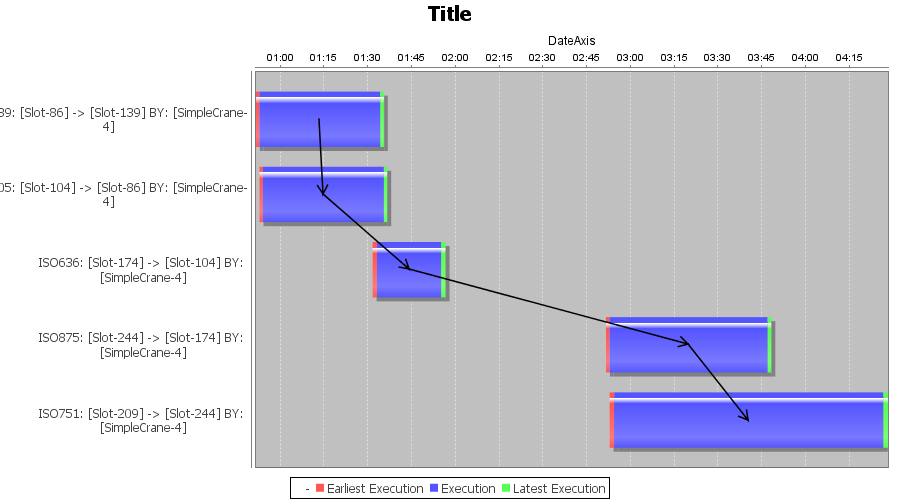 Title
DateAxis
01:00 01:15 01:30 01:45 02:00 02:15 02:30 02:45 03:00 03:15 03:30 03:45 04:00 04:15
39: [Slot-86] -> [Slot-139] BY: [SimpleCrane-
4]
05: [Slot-104] -> [Slot-86] BY: [SimpleCrane-
4]
ISO636: [Slot-174] -> [Slot-104] BY:
[SimpleCrane-4]
ISO875: [Slot-244] -> [Slot-174] BY:
[SimpleCrane-4]
ISO751: [Slot-209] -> [Slot-244] BY:
[SimpleCrane-4]
- Earliest Execution Execution Latest Execution